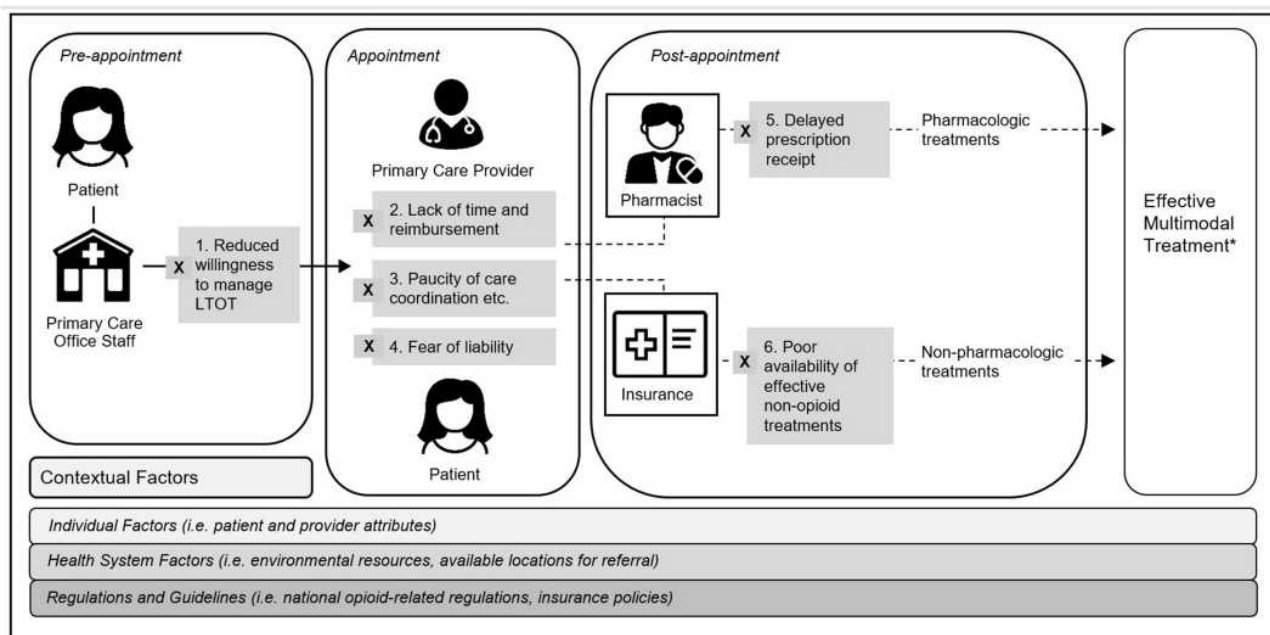 Pre-appointment
Patient
Primary Care
Office Staff
X
1. Reduced
willingness
to manage
LTOT
Appointment
Primary Care Provider
X
2. Lack of time and
reimbursement
X
3. Paucity of care
coordination etc.
X
4. Fear of liability
Patient
Post-appointment
Pharmacist
X
5. Delayed
prescription
receipt
Pharmacologic
treatments
Insurance
X
6. Poor
availability of
effective
non-opioid
treatments
Non-pharmacologic
treatments
Effective
Multimodal
Treatment*
Contextual Factors
Individual Factors (i.e. patient and provider attributes)
Health System Factors (i.e. environmental resources, available locations for referral)
Regulations and Guidelines (i.e. national opioid-related regulations, insurance policies)